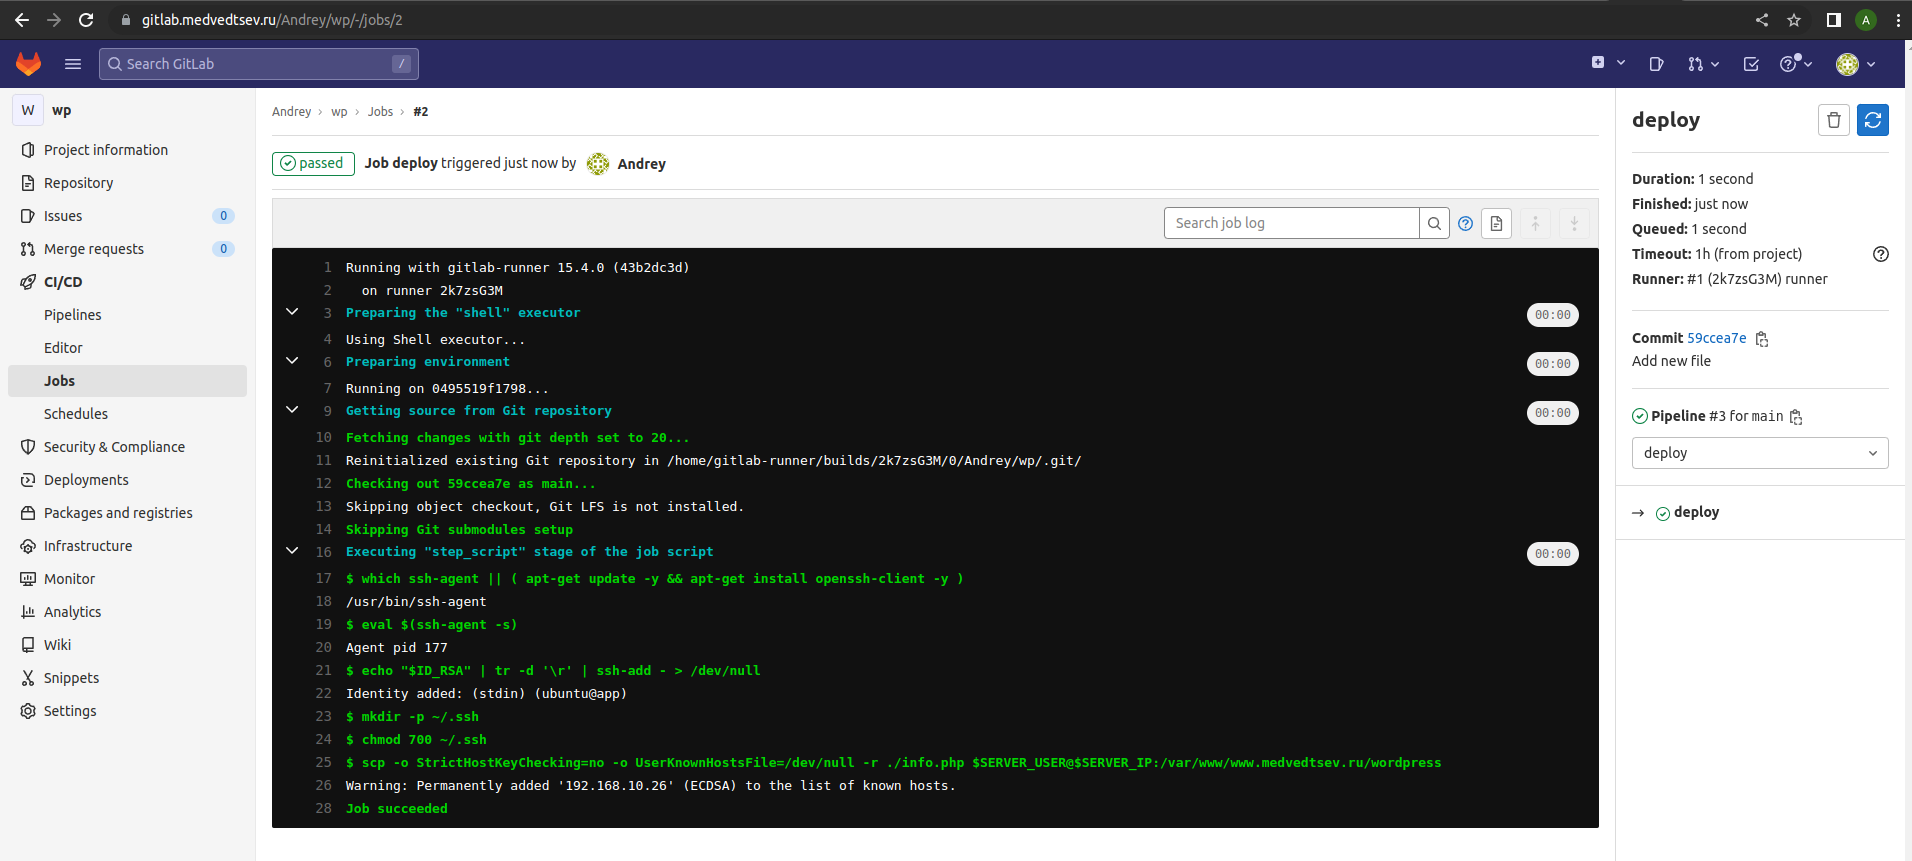 gitlab.medvedtsev.ru/Andrey/wp/-/jobs/2
A
Search GitLab
/
W wp
Project information
Repository
Issues 0
Merge requests 0
CI/CD
Pipelines
Editor
Jobs
Schedules
Security & Compliance
Deployments
Packages and registries
Infrastructure
Monitor
Analytics
Wiki
Snippets
Settings
Andrey › wp › Jobs › #2
passed Job deploy triggered just now by Andrey
Search job log
1 Running with gitlab-runner 15.4.0 (43b2dc3d)
2 on runner 2k7zsG3M
3 Preparing the "shell" executor 00:00
4 Using Shell executor...
6 Preparing environment 00:00
7 Running on 0495519f1798...
9 Getting source from Git repository 00:00
10 Fetching changes with git depth set to 20...
11 Reinitialized existing Git repository in /home/gitlab-runner/builds/2k7zsG3M/0/Andrey/wp/.git/
12 Checking out 59ccea7e as main...
13 Skipping object checkout, Git LFS is not installed.
14 Skipping Git submodules setup
16 Executing "step_script" stage of the job script 00:00
17 $ which ssh-agent || ( apt-get update -y && apt-get install openssh-client -y )
18 /usr/bin/ssh-agent
19 $ eval $(ssh-agent -s)
20 Agent pid 177
21 $ echo "$ID_RSA" | tr -d '\r' | ssh-add - > /dev/null
22 Identity added: (stdin) (ubuntu@app)
23 $ mkdir -p ~/.ssh
24 $ chmod 700 ~/.ssh
25 $ scp -o StrictHostKeyChecking=no -o UserKnownHostsFile=/dev/null -r ./info.php $SERVER_USER@$SERVER_IP:/var/www/www.medvedtsev.ru/wordpress
26 Warning: Permanently added '192.168.10.26' (ECDSA) to the list of known hosts.
28 Job succeeded
deploy
Duration: 1 second
Finished: just now
Queued: 1 second
Timeout: 1h (from project)
Runner: #1 (2k7zsG3M) runner
Commit 59ccea7e
Add new file
Pipeline #3 for main
deploy
→ deploy